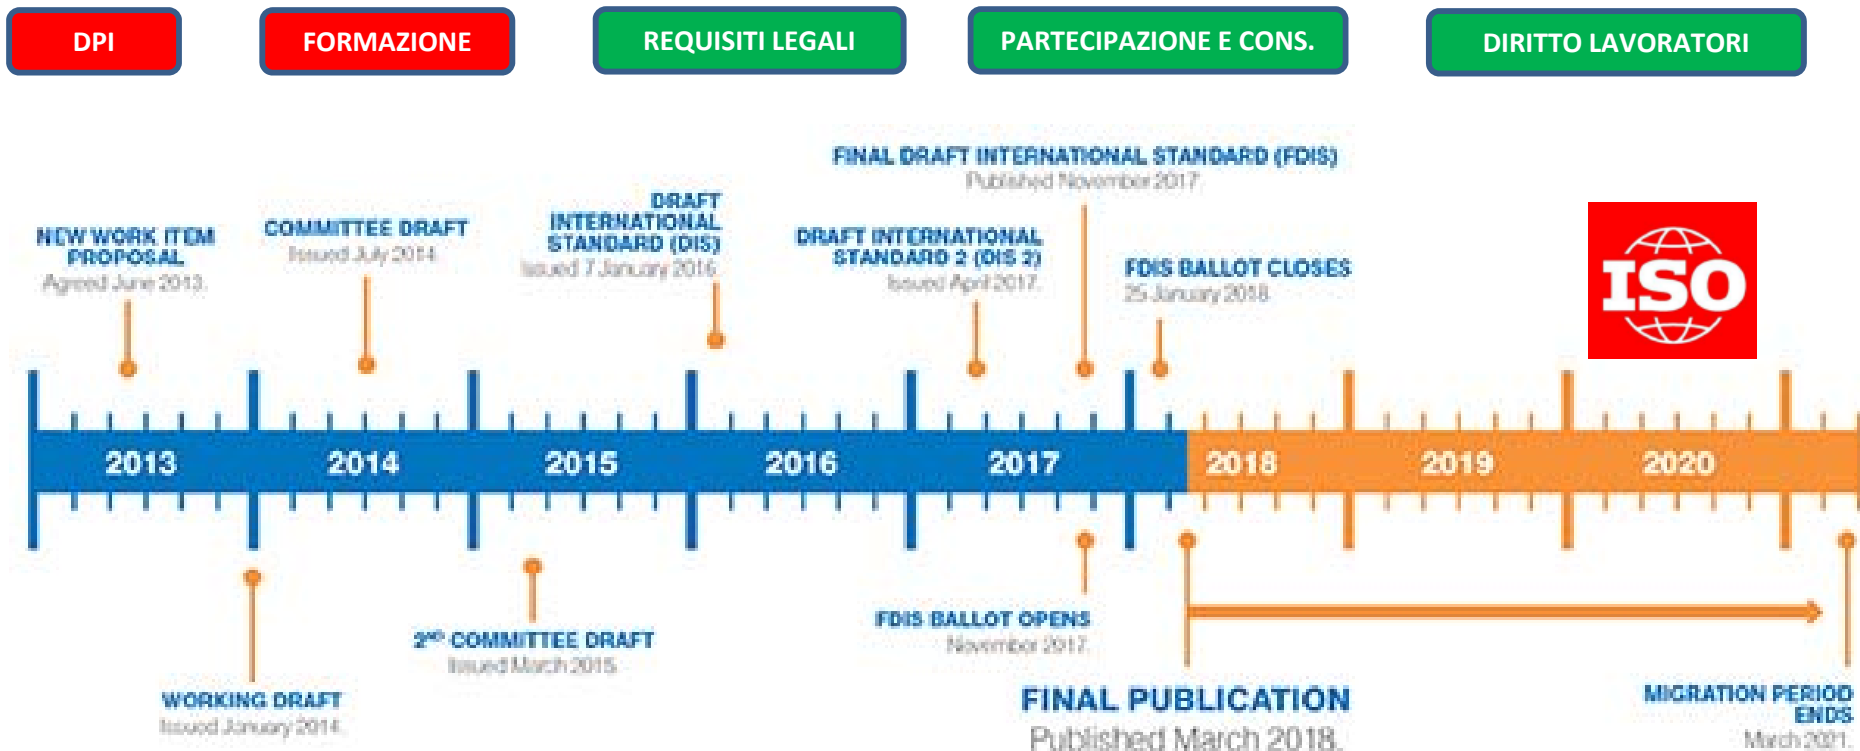 DPI
FORMAZIONE
REQUISITI LEGALI
PARTECIPAZIONE E CONS.
DIRITTO LAVORATORI
FINAL DRAFT INTERNATIONAL STANDARD (FDIS)
Published November 2017
NEW WORK ITEM
PROPOSAL
Agreed June 2013.
COMMITTEE DRAFT
Issued July 2014
DRAFT
INTERNATIONAL
STANDARD (DIS)
Issued 7 January 2016
DRAFT INTERNATIONAL
STANDARD 2 (DIS 2)
Issued April 2017.
FDIS BALLOT CLOSES
25 January 2018
ISO
2013
2014
2015
2016
2017
2018
2019
2020
WORKING DRAFT
Issued January 2014.
2ND COMMITTEE DRAFT
Issued March 2015
FDIS BALLOT OPENS
November 2017.
FINAL PUBLICATION
Published March 2018.
MIGRATION PERIOD
ENDS
March 2021.